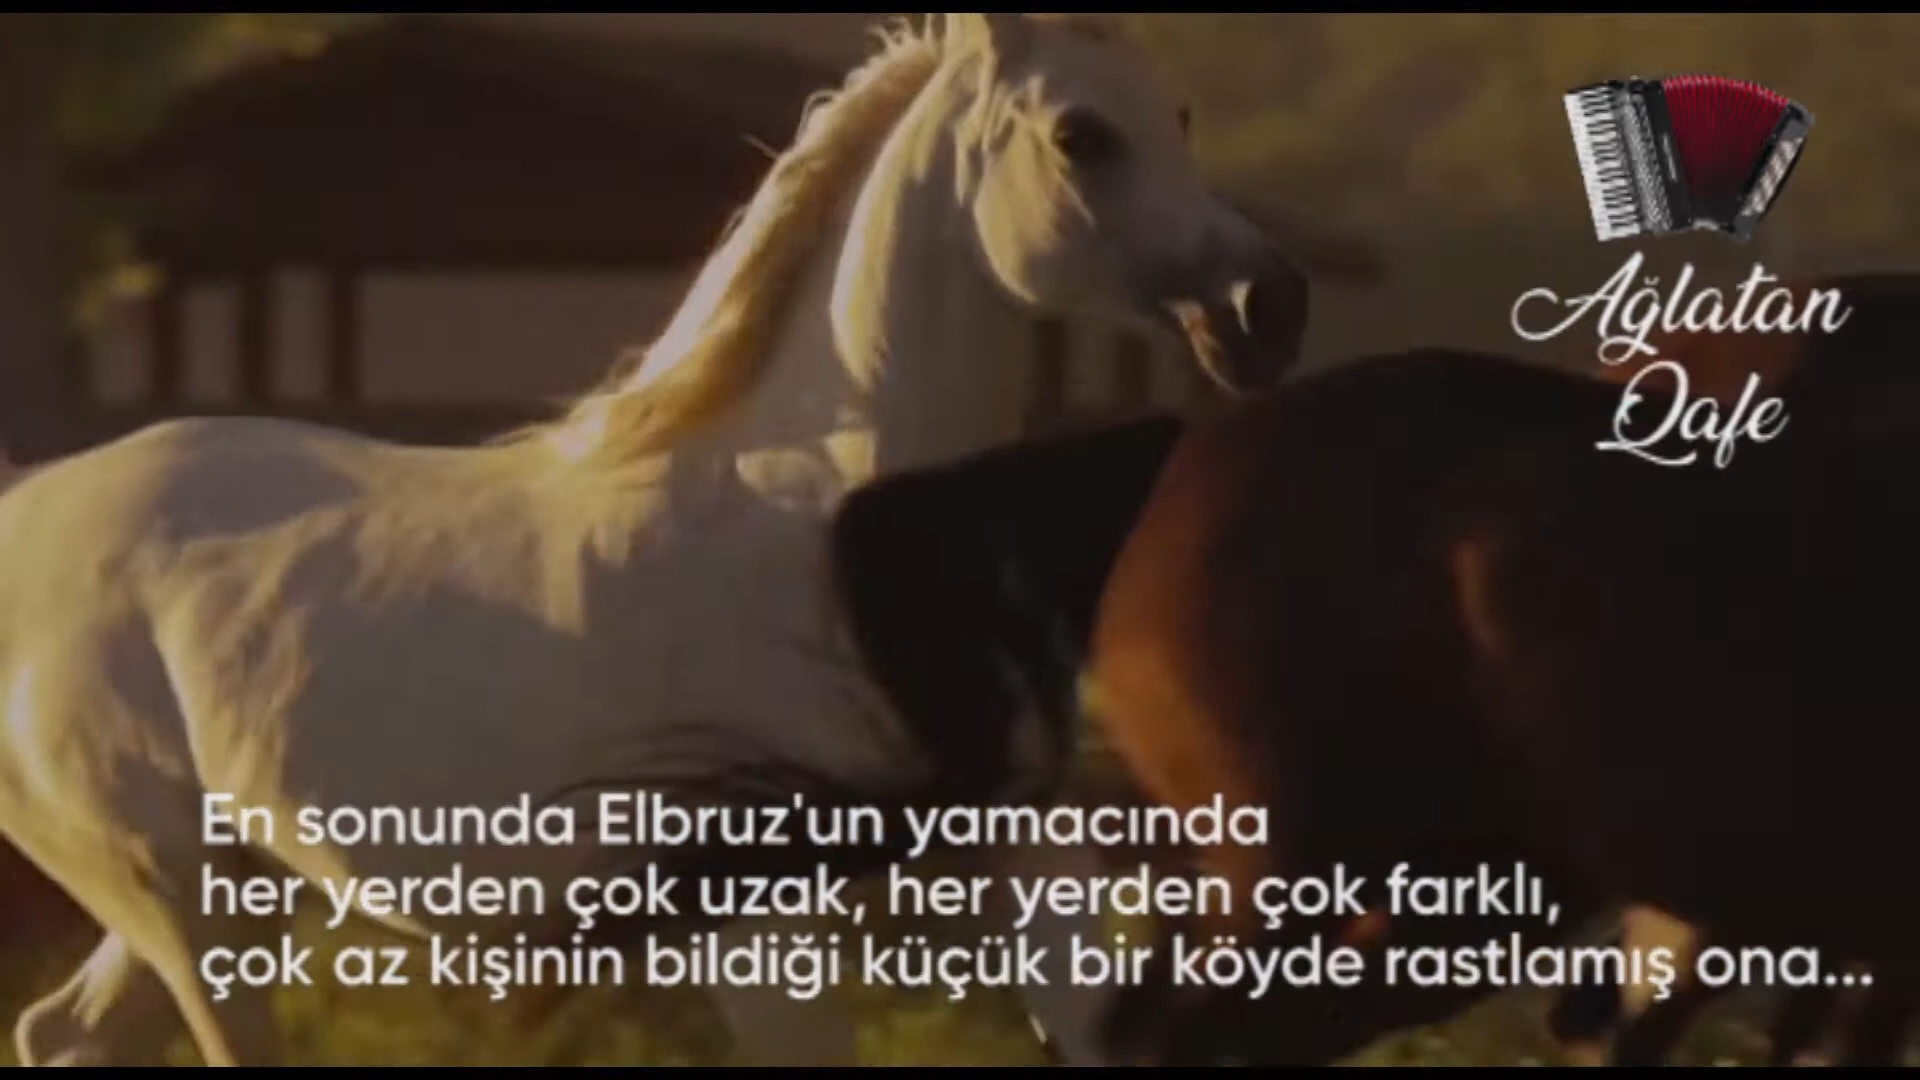 Ağlatan
Qafe
En sonunda Elbruz'un yamacında
her yerden çok uzak, her yerden çok farklı,
çok az kişinin bildiği küçük bir köyde rastlamış ona...